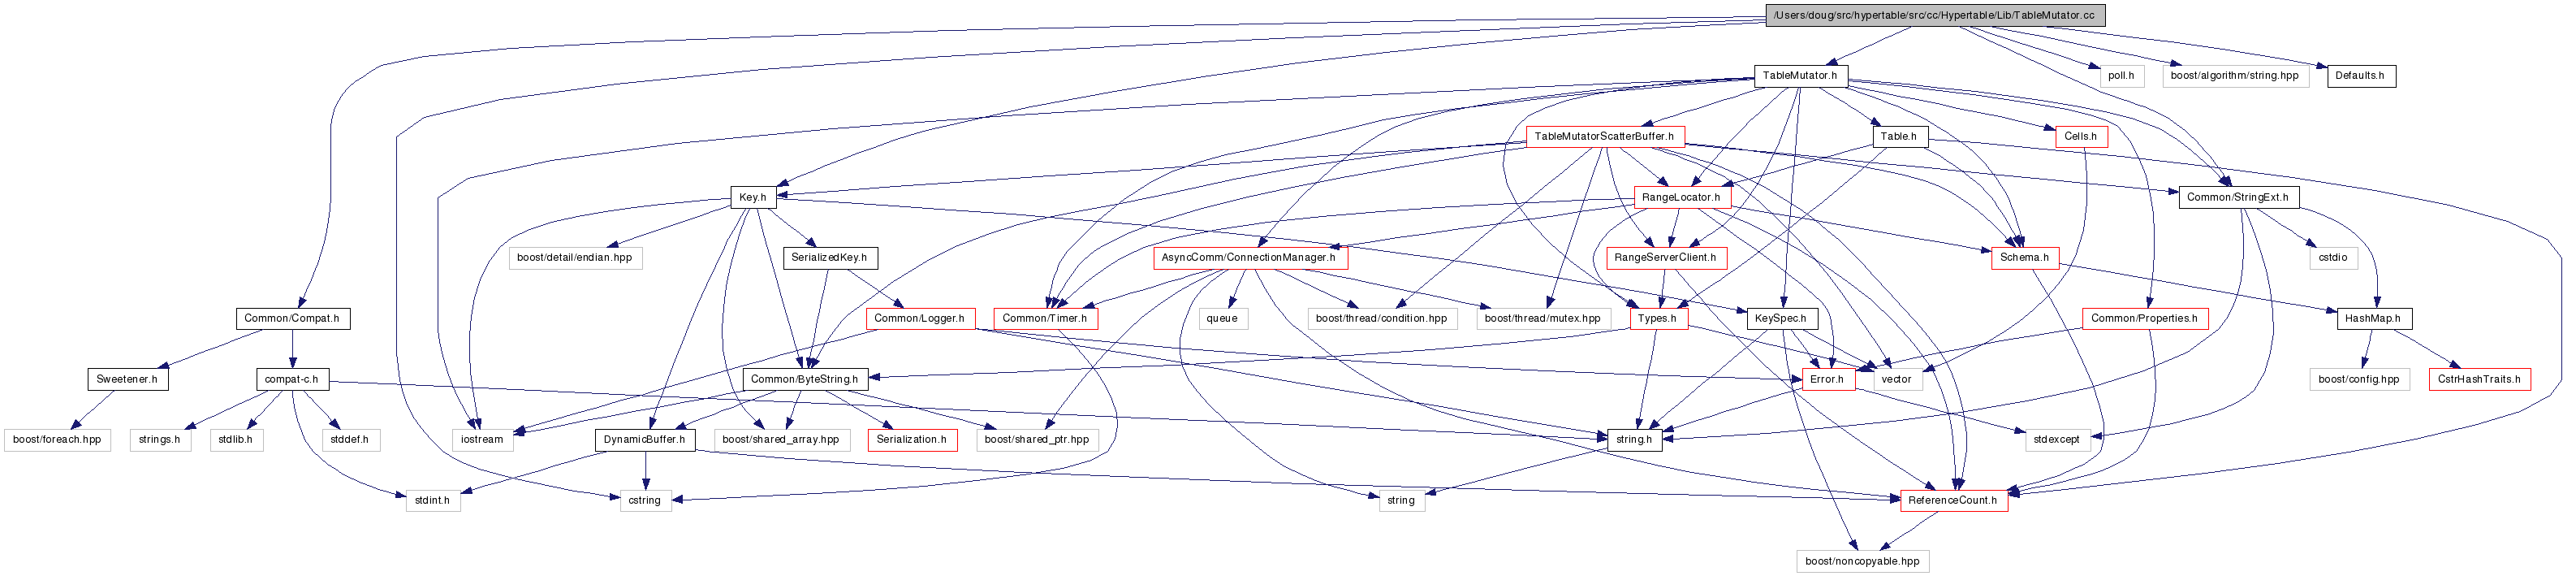 /Users/doug/src/hypertable/src/cc/Hypertable/Lib/TableMutator.cc
TableMutator.h
poll.h
boost/algorithm/string.hpp
Defaults.h
TableMutatorScatterBuffer.h
Table.h
Cells.h
Key.h
RangeLocator.h
Common/StringExt.h
boost/detail/endian.hpp
SerializedKey.h
AsyncComm/ConnectionManager.h
RangeServerClient.h
Schema.h
cstdio
Common/Compat.h
Common/Logger.h
Common/Timer.h
queue
boost/thread/condition.hpp
boost/thread/mutex.hpp
Types.h
KeySpec.h
Common/Properties.h
HashMap.h
Sweetener.h
compat-c.h
Common/ByteString.h
Error.h
vector
boost/config.hpp
CstrHashTraits.h
boost/foreach.hpp
strings.h
stdlib.h
stddef.h
iostream
DynamicBuffer.h
boost/shared_array.hpp
Serialization.h
boost/shared_ptr.hpp
string.h
stdexcept
stdint.h
cstring
string
ReferenceCount.h
boost/noncopyable.hpp